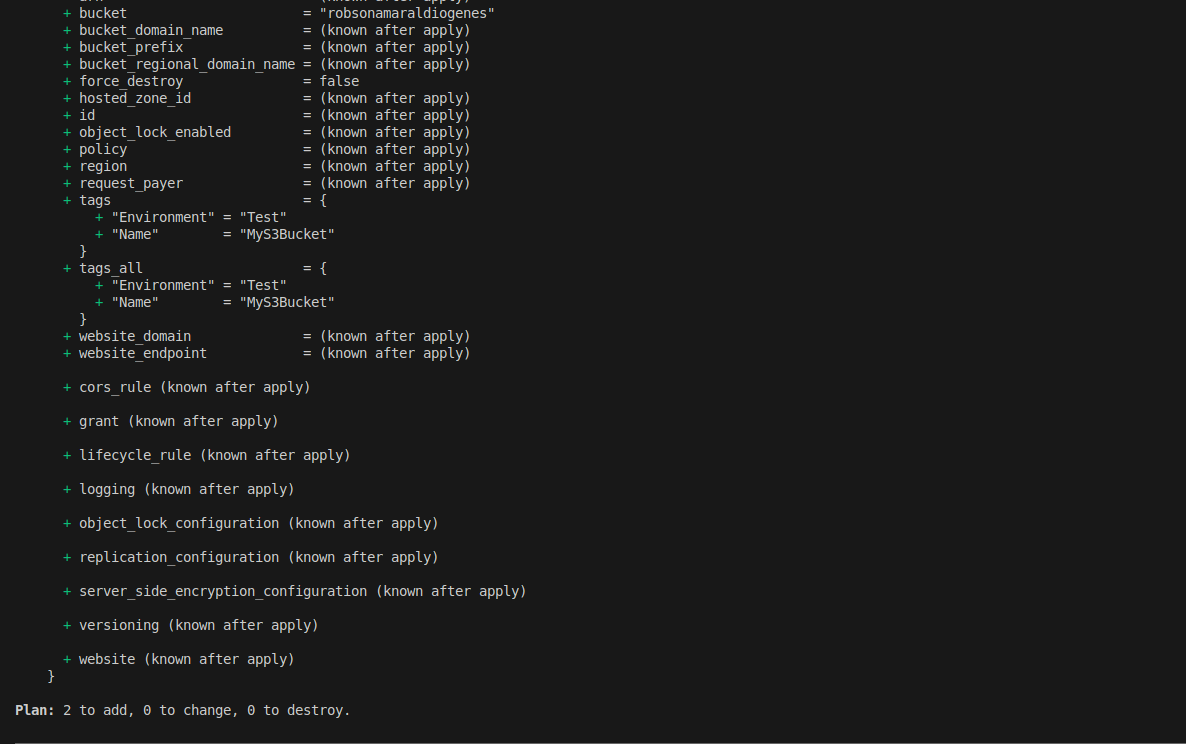 + bucket                      = "robsonamaraldiogenes"
+ bucket_domain_name          = (known after apply)
+ bucket_prefix               = (known after apply)
+ bucket_regional_domain_name = (known after apply)
+ force_destroy               = false
+ hosted_zone_id              = (known after apply)
+ id                          = (known after apply)
+ object_lock_enabled         = (known after apply)
+ policy                      = (known after apply)
+ region                      = (known after apply)
+ request_payer               = (known after apply)
+ tags                        = {
    + "Environment" = "Test"
    + "Name"        = "MyS3Bucket"
  }
+ tags_all                    = {
    + "Environment" = "Test"
    + "Name"        = "MyS3Bucket"
  }
+ website_domain              = (known after apply)
+ website_endpoint            = (known after apply)
+ cors_rule (known after apply)
+ grant (known after apply)
+ lifecycle_rule (known after apply)
+ logging (known after apply)
+ object_lock_configuration (known after apply)
+ replication_configuration (known after apply)
+ server_side_encryption_configuration (known after apply)
+ versioning (known after apply)
+ website (known after apply)
}
Plan: 2 to add, 0 to change, 0 to destroy.